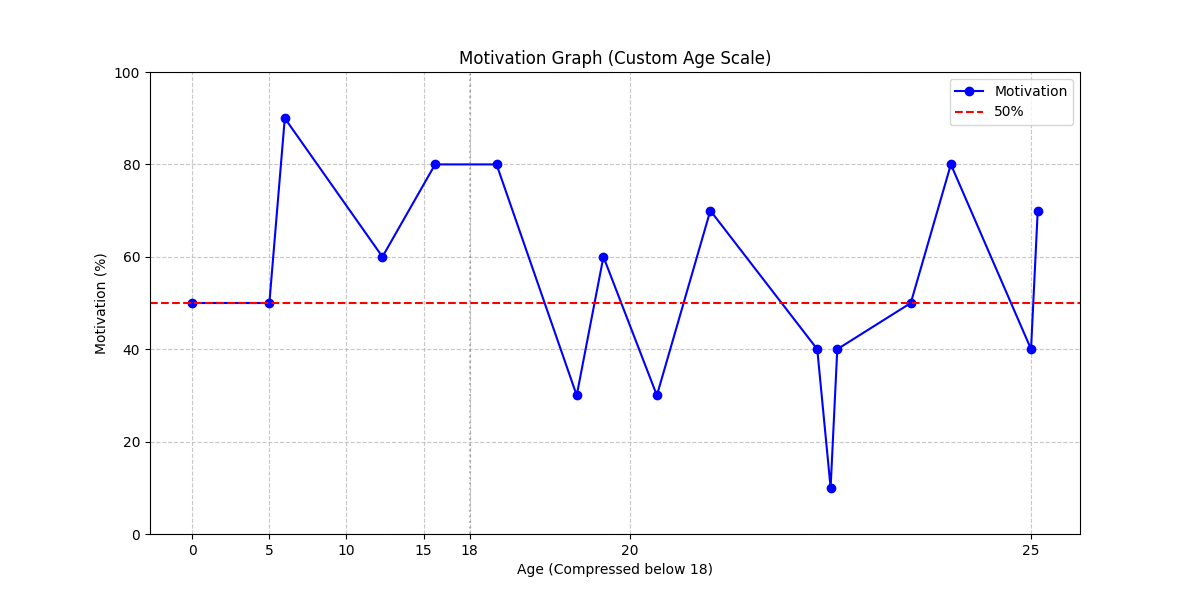 Motivation Graph (Custom Age Scale)
Motivation
50%
Motivation (%)
100
80
60
40
20
0
0 5 10 15 18 20 25
Age (Compressed below 18)